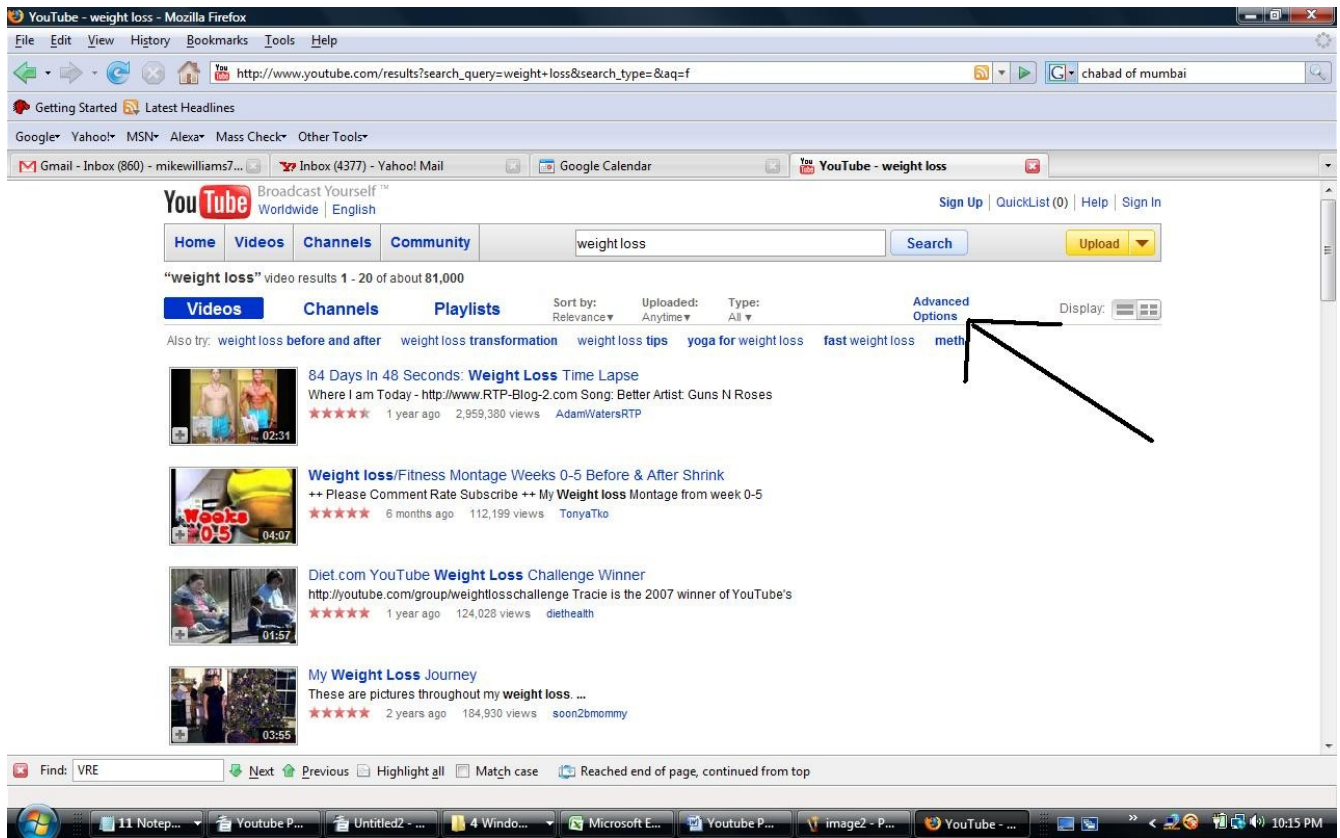 YouTube - weight loss - Mozilla Firefox
File Edit View History Bookmarks Tools Help
You Tube http://www.youtube.com/results?search_query=weight+loss&search_type=&aq=f G chabad of mumbai
Getting Started Latest Headlines
Google Yahoo! MSN Alexa Mass Check Other Tools
Gmail - Inbox (860) - mikewilliams7... Inbox (4377) - Yahoo! Mail Google Calendar You Tube YouTube - weight loss
You Tube Broadcast Yourself ™
Worldwide | English
Sign Up | QuickList (0) | Help | Sign In
Home Videos Channels Community weight loss Search Upload
"weight loss" video results 1 - 20 of about 81,000
Videos Channels Playlists
Sort by: Uploaded: Type:
Relevance Anytime All
Advanced
Options
Display:
Also try: weight loss before and after weight loss transformation weight loss tips yoga for weight loss fast weight loss meth
84 Days In 48 Seconds: Weight Loss Time Lapse
Where I am Today - http://www.RTP-Blog-2.com Song: Better Artist: Guns N Roses
1 year ago 2,959,380 views AdamWatersRTP
02:31
Weight loss/Fitness Montage Weeks 0-5 Before & After Shrink
++ Please Comment Rate Subscribe ++ My Weight loss Montage from week 0-5
6 months ago 112,199 views TonyaTko
Weeks
0-5 04:07
Diet.com YouTube Weight Loss Challenge Winner
http://youtube.com/group/weightlosschallenge Tracie is the 2007 winner of YouTube's
1 year ago 124,028 views diethealth
01:57
My Weight Loss Journey
These are pictures throughout my weight loss. ...
2 years ago 184,930 views soon2bmommy
03:55
Find: VRE Next Previous Highlight all Match case Reached end of page, continued from top
11 Notep... Youtube P... Untitled2 - ... 4 Windo... Microsoft E... Youtube P... image2 - P... YouTube - ... 10:15 PM